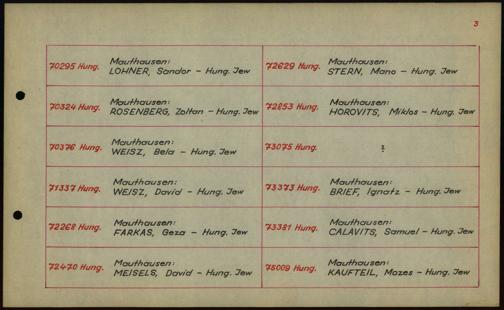 3
70295 Hung. Mauthausen:
LOHNER, Sandor - Hung. Jew
70324 Hung. Mauthausen:
ROSENBERG, Zoltan - Hung. Jew
70376 Hung. Mauthausen:
WEISZ, Bela - Hung. Jew
71337 Hung. Mauthausen:
WEISZ, David - Hung. Jew
72268 Hung. Mauthausen:
FARKAS, Geza - Hung. Jew
72470 Hung. Mauthausen:
MEISELS, David - Hung. Jew
72629 Hung. Mauthausen:
STERN, Mano - Hung. Jew
72853 Hung. Mauthausen:
HOROVITS, Miklos - Hung. Jew
73075 Hung. ?
73373 Hung. Mauthausen:
BRIEF, Ignatz - Hung. Jew
73381 Hung. Mauthausen:
CALAVITS, Samuel - Hung. Jew
75009 Hung. Mauthausen:
KAUFTEIL, Mozes - Hung. Jew